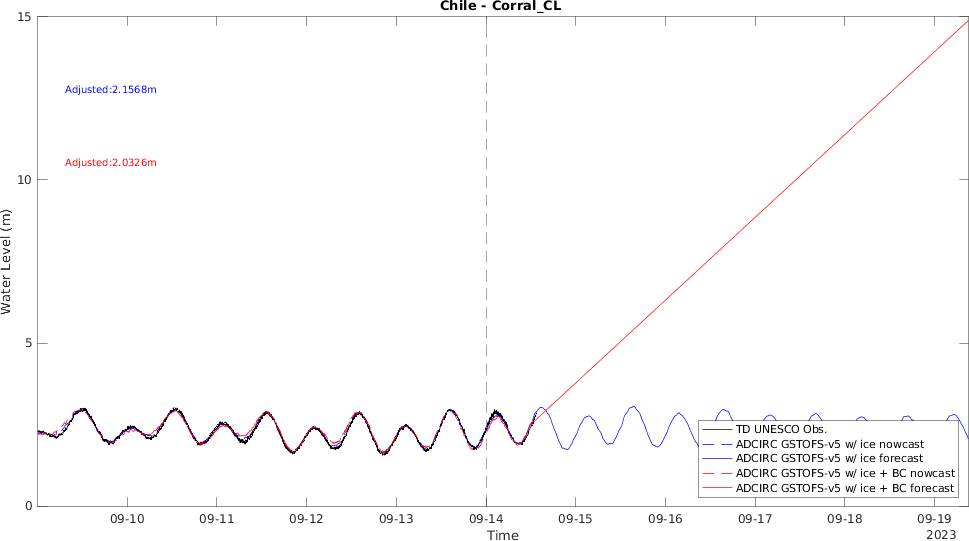 Chile - Corral_CL
15
Adjusted:2.1568m
Adjusted:2.0326m
10
Water Level (m)
5
TD UNESCO Obs.
ADCIRC GSTOFS-v5 w/ ice nowcast
ADCIRC GSTOFS-v5 w/ ice forecast
ADCIRC GSTOFS-v5 w/ ice + BC nowcast
ADCIRC GSTOFS-v5 w/ ice + BC forecast
0
09-10 09-11 09-12 09-13 09-14 09-15 09-16 09-17 09-18 09-19
Time
2023